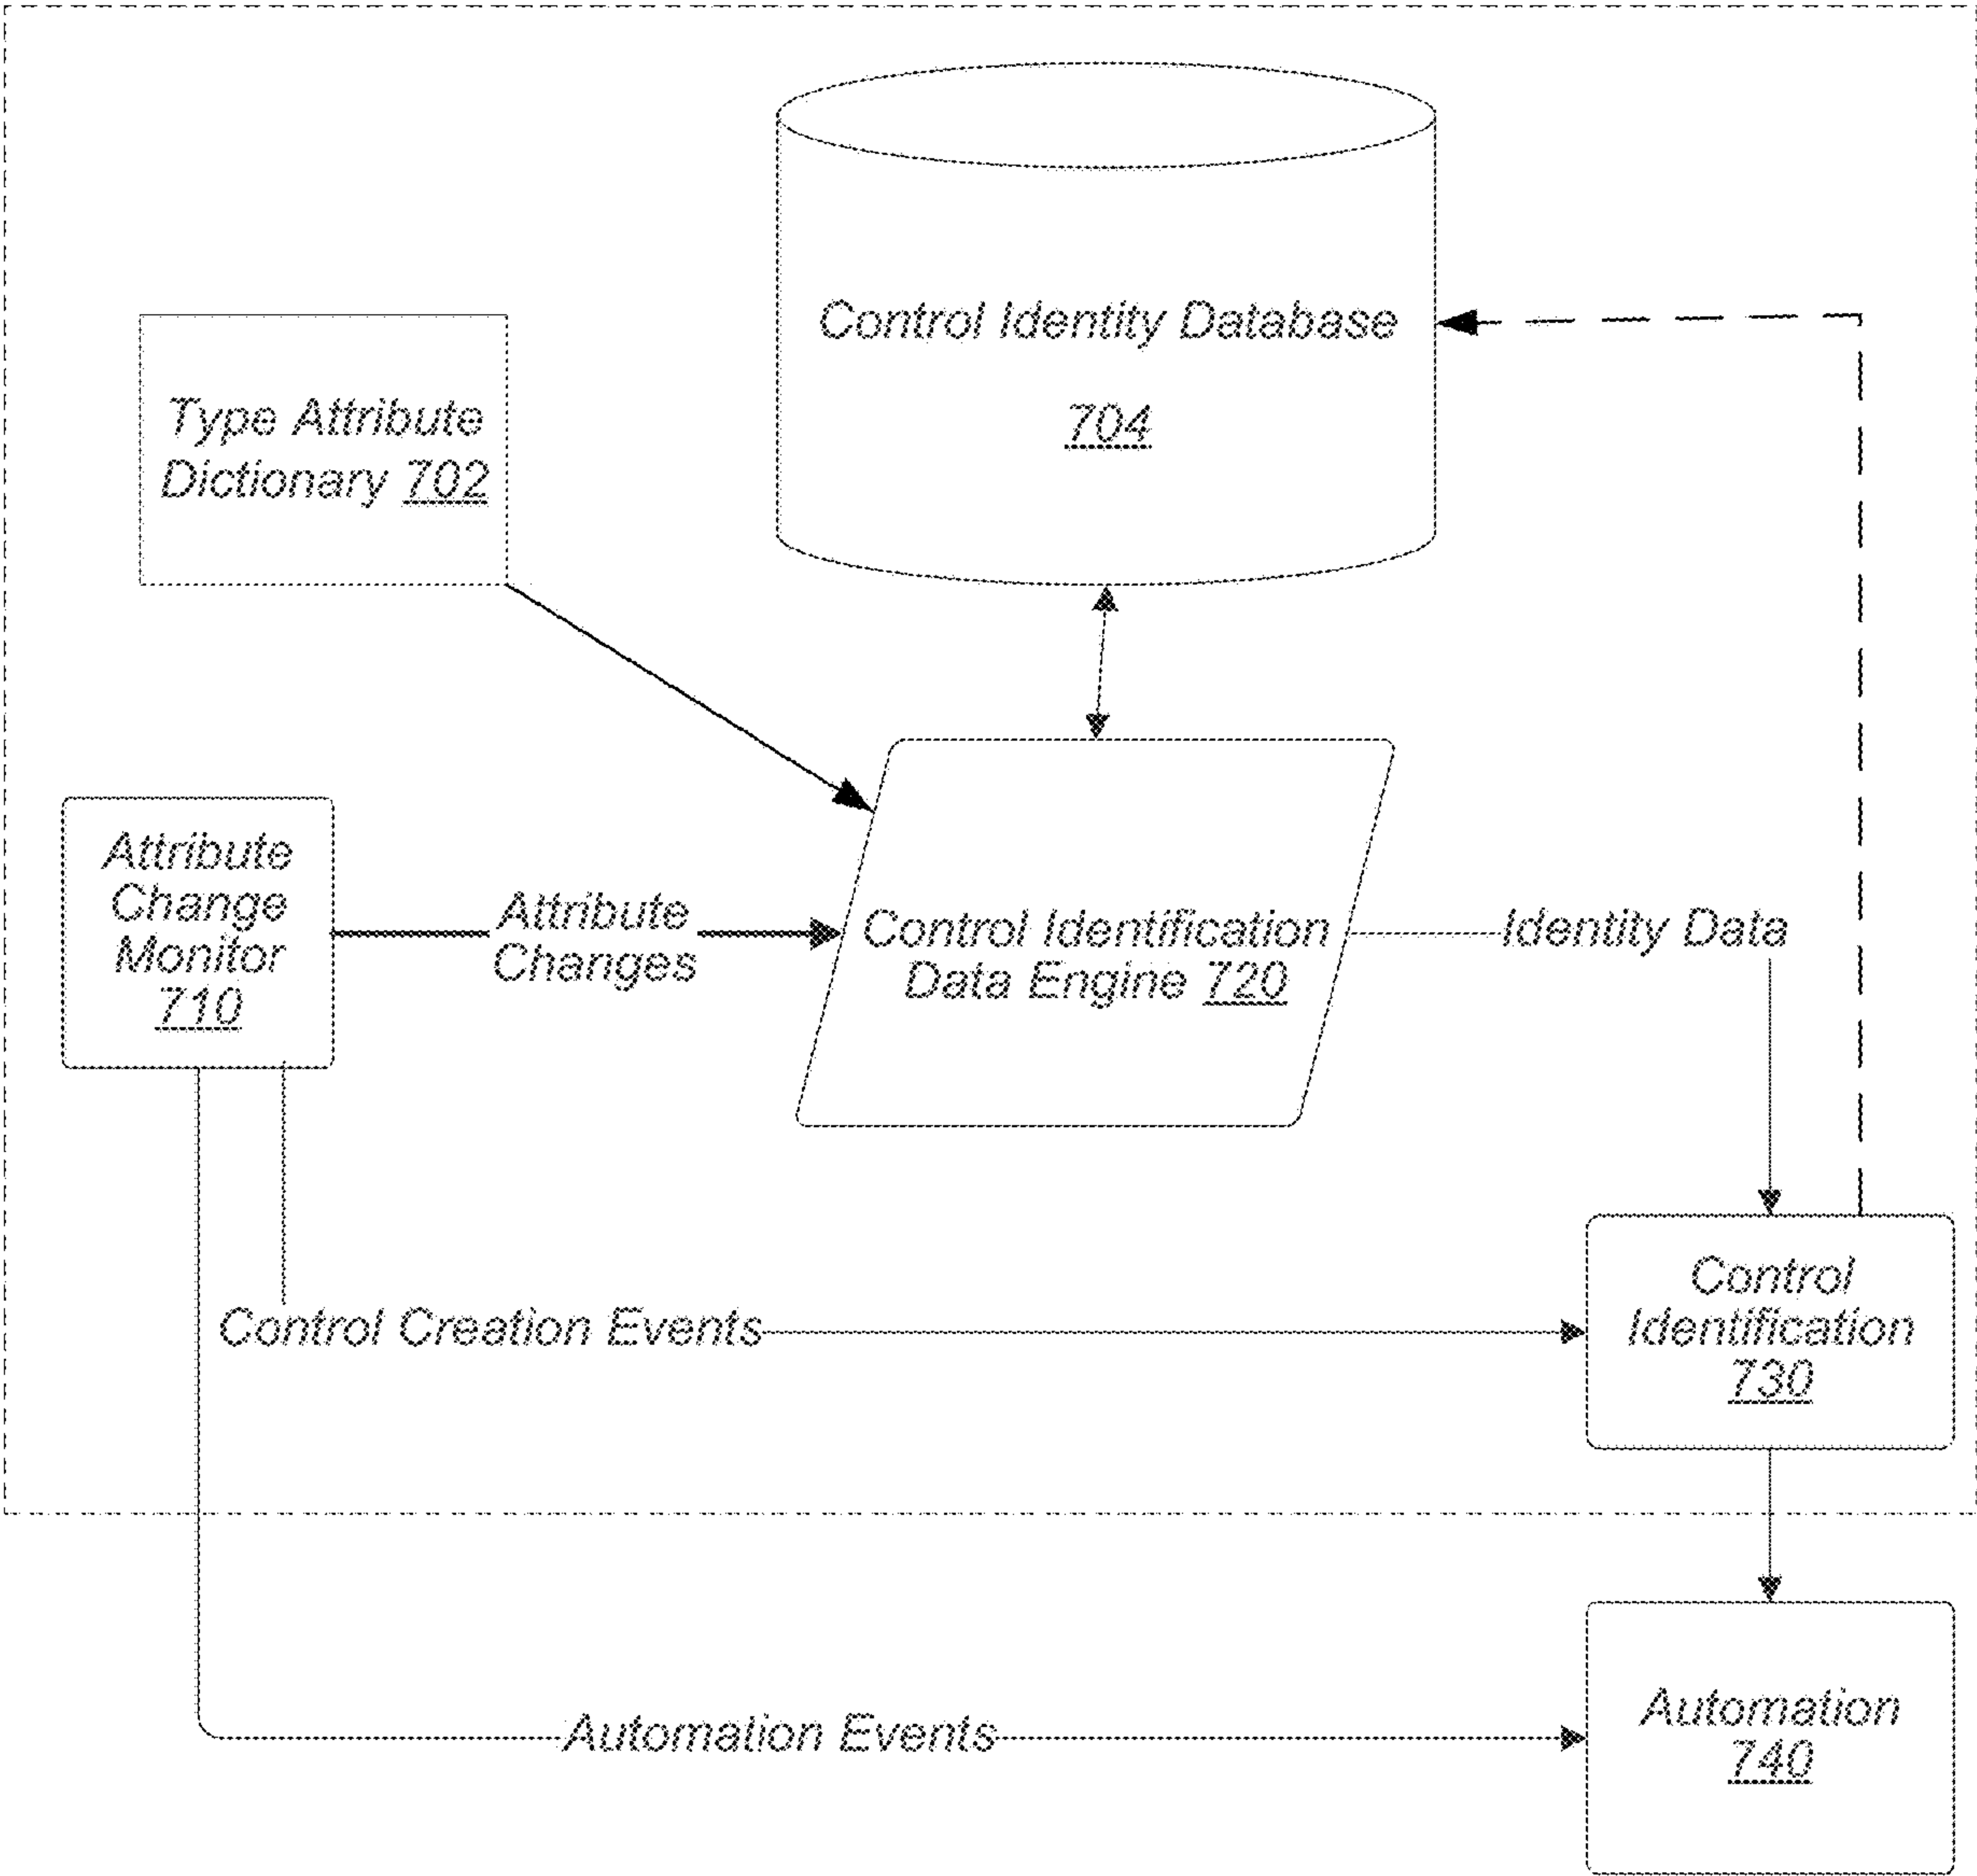 Control Identity Database
704
Type Attribute
Dictionary 702
Attribute
Change
Monitor
710
Attribute
Changes
Control Identification
Data Engine 720
Identity Data
Control Creation Events
Control
Identification
730
Automation Events
Automation
740